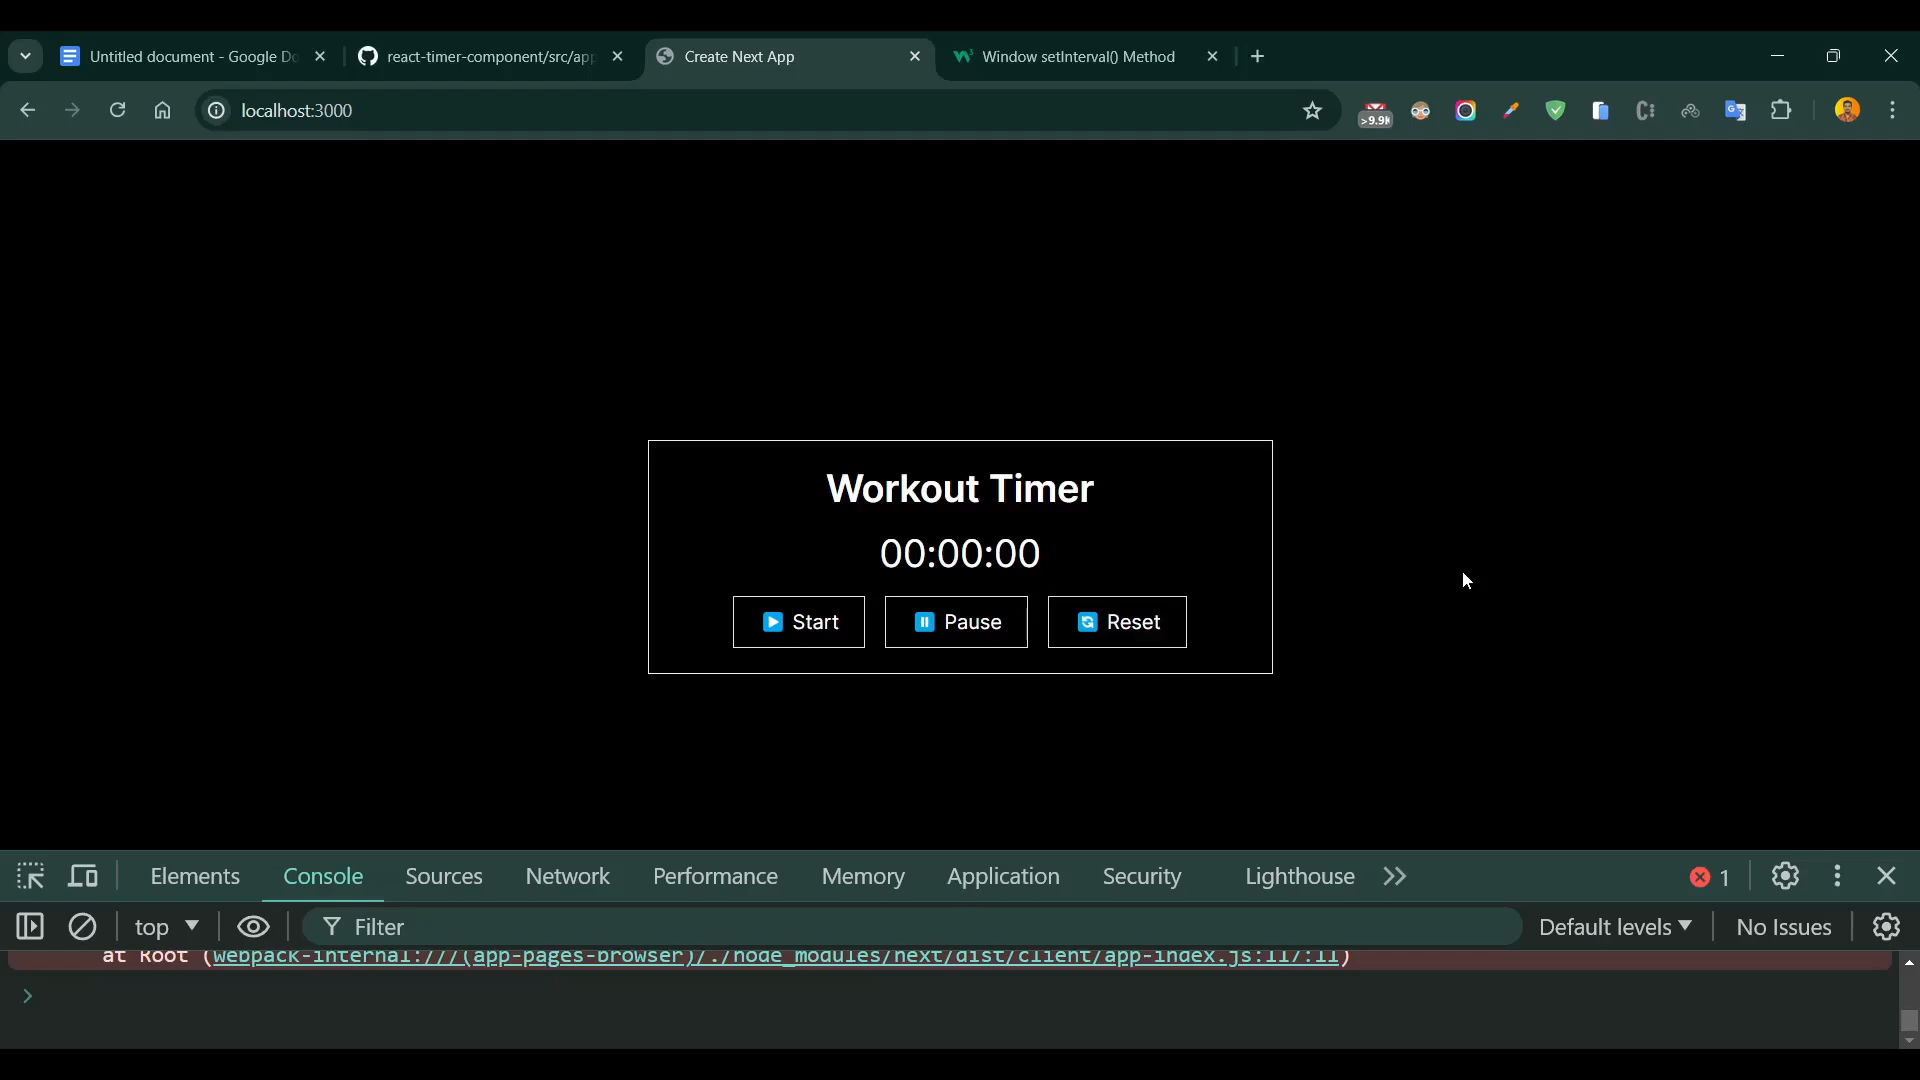 Untitled document - Google Do
react-timer-component/src/app
Create Next App
Window setInterval() Method
localhost:3000
>9.9K
Workout Timer
00:00:00
Start
Pause
Reset
Elements
Console
Sources
Network
Performance
Memory
Application
Security
Lighthouse
1
top
Filter
Default levels
No Issues
at Root (webpack-internal:///(app-pages-browser)/./node_modules/next/dist/client/app-index.js:117:11)